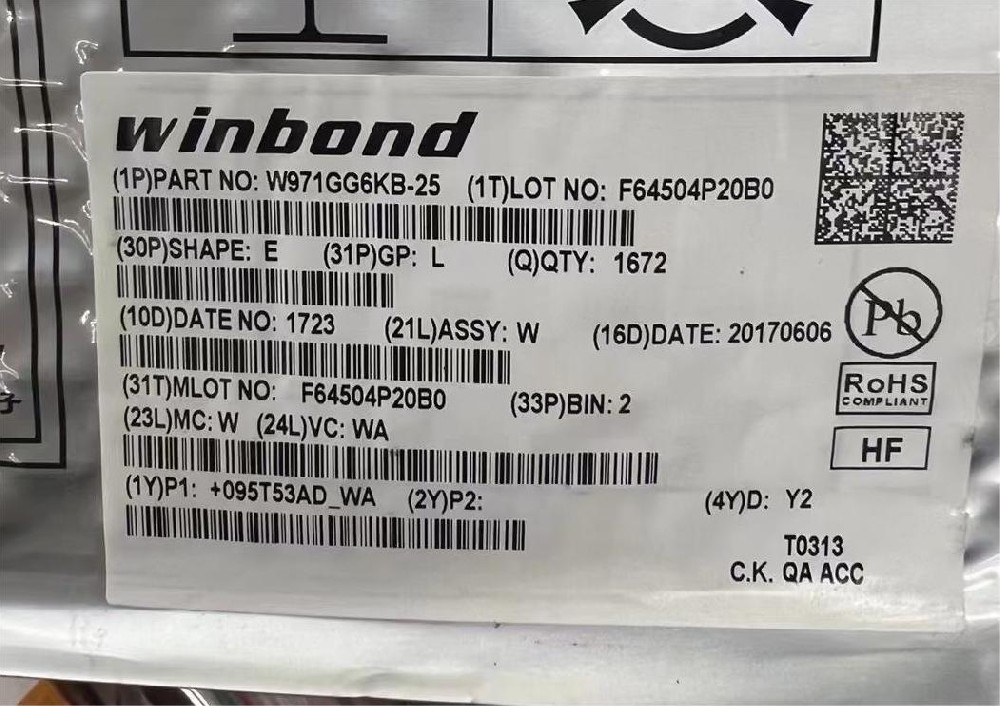 winbond
(1P)PART NO: W971GG6KB-25 (1T)LOT NO: F64504P20B0
(30P)SHAPE: E (31P)GP: L (Q)QTY: 1672
(10D)DATE NO: 1723 (21L)ASSY: W (16D)DATE: 20170606
Pb
(31T)MLOT NO: F64504P20B0 (33P)BIN: 2
RoHS
COMPLIANT
(23L)MC: W (24L)VC: WA
HF
(1Y)P1: +095T53AD_WA (2Y)P2: (4Y)D: Y2
T0313
C.K. QA ACC
子